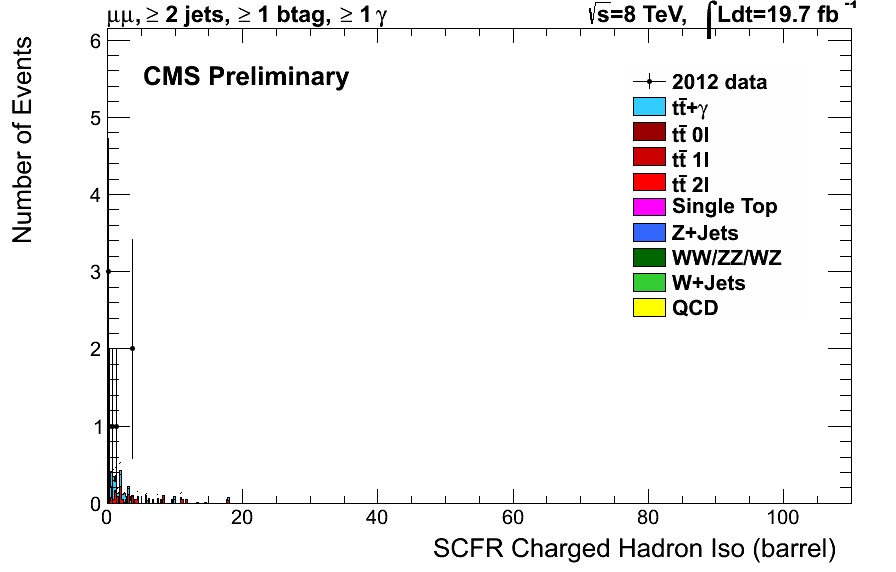 μμ, ≥ 2 jets, ≥ 1 btag, ≥ 1 γ
√s=8 TeV, ∫Ldt=19.7 fb⁻¹
CMS Preliminary
2012 data
tt̄+γ
tt̄ 0l
tt̄ 1l
tt̄ 2l
Single Top
Z+Jets
WW/ZZ/WZ
W+Jets
QCD
Number of Events
6
5
4
3
2
1
0
0 20 40 60 80 100
SCFR Charged Hadron Iso (barrel)